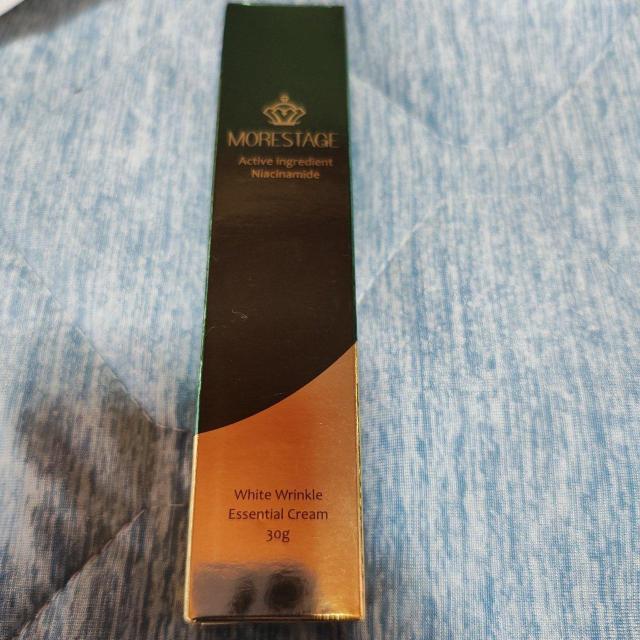 MORESTAGE
Active Ingredient
Niacinamide
White Wrinkle
Essential Cream
30g